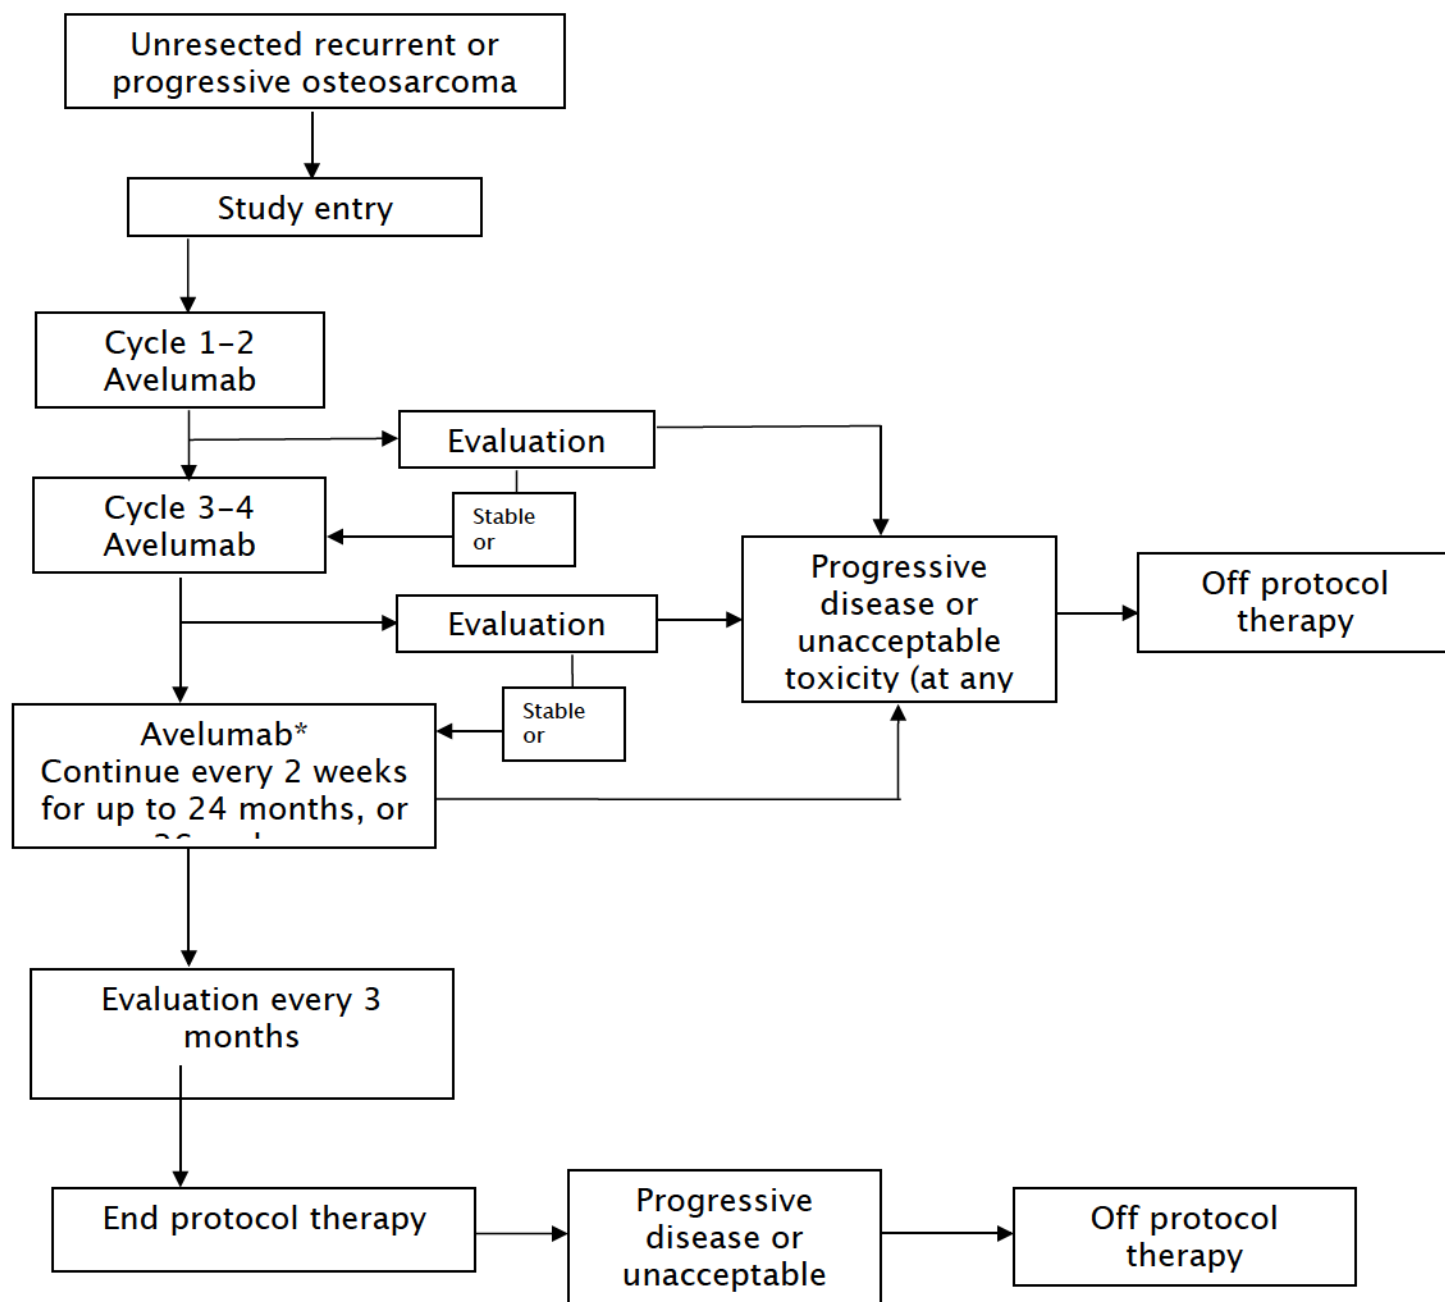 Unresected recurrent or
progressive osteosarcoma
Study entry
Cycle 1–2
Avelumab
Evaluation
Stable
or
Cycle 3–4
Avelumab
Evaluation
Stable
or
Progressive
disease or
unacceptable
toxicity (at any
Off protocol
therapy
Avelumab*
Continue every 2 weeks
for up to 24 months, or
Evaluation every 3
months
End protocol therapy
Progressive
disease or
unacceptable
Off protocol
therapy